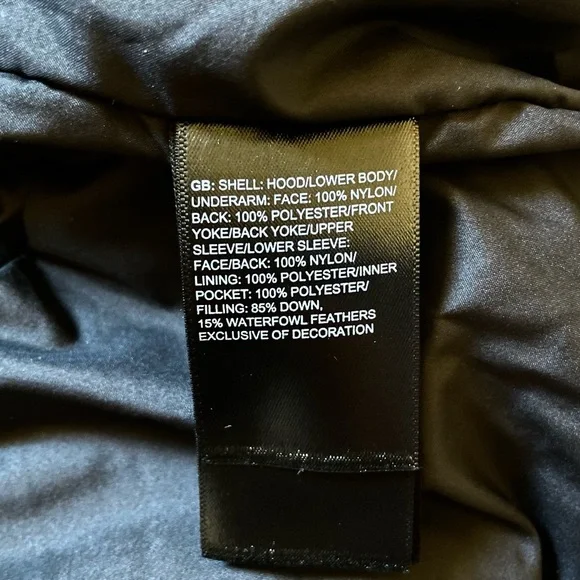 GB: SHELL: HOOD/LOWER BODY/
UNDERARM: FACE: 100% NYLON/
BACK: 100% POLYESTER/FRONT
YOKE/BACK YOKE/UPPER
SLEEVE/LOWER SLEEVE:
FACE/BACK: 100% NYLON/
LINING: 100% POLYESTER/INNER
POCKET: 100% POLYESTER/
FILLING: 85% DOWN,
15% WATERFOWL FEATHERS
EXCLUSIVE OF DECORATION